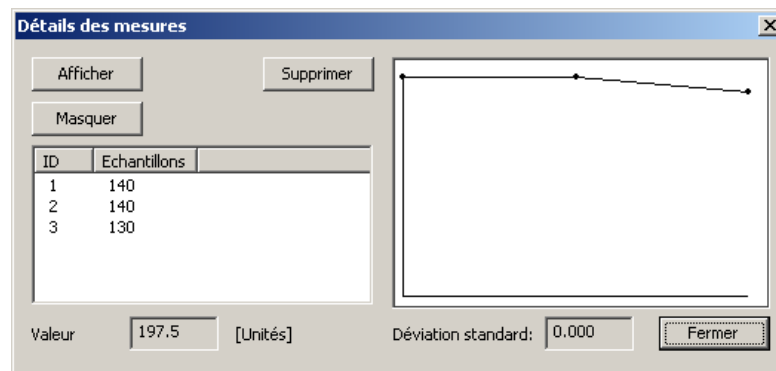 Détails des mesures
Afficher Supprimer
Masquer
ID Echantillons
1 140
2 140
3 130
Valeur 197.5 [Unités] Déviation standard: 0.000 Fermer